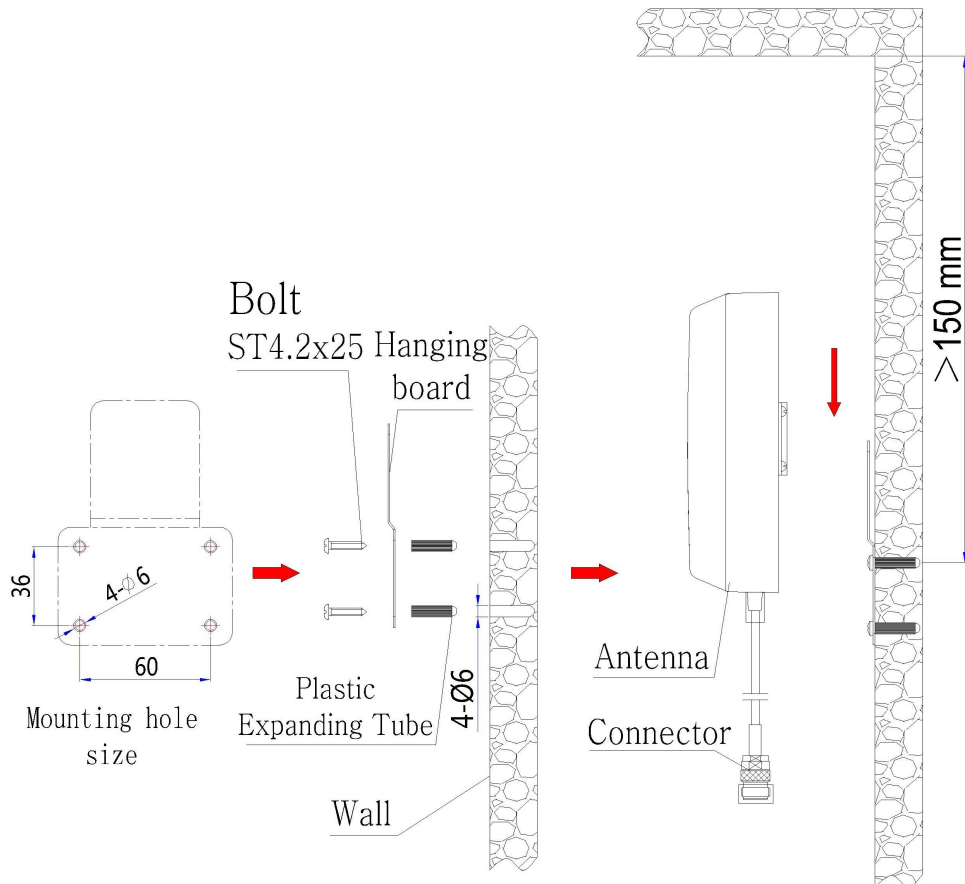 Bolt
ST4.2x25
Hanging
board
36
4-Ø6
60
Mounting hole
size
Plastic
Expanding Tube
4-Ø6
Wall
Antenna
Connector
>150 mm